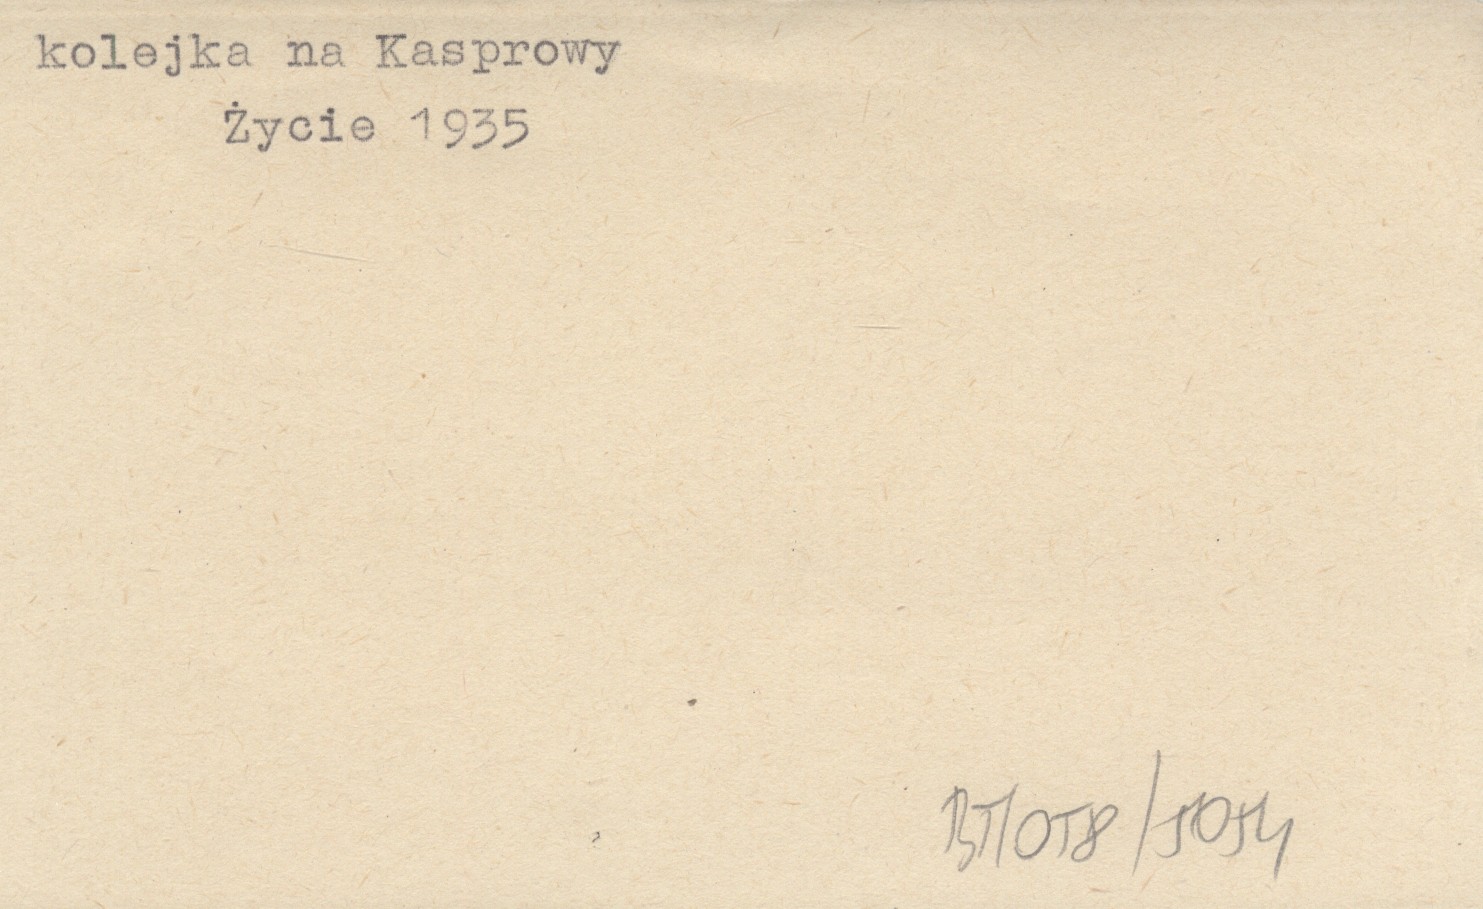 kolejka na Kasprowy
Życie 1935